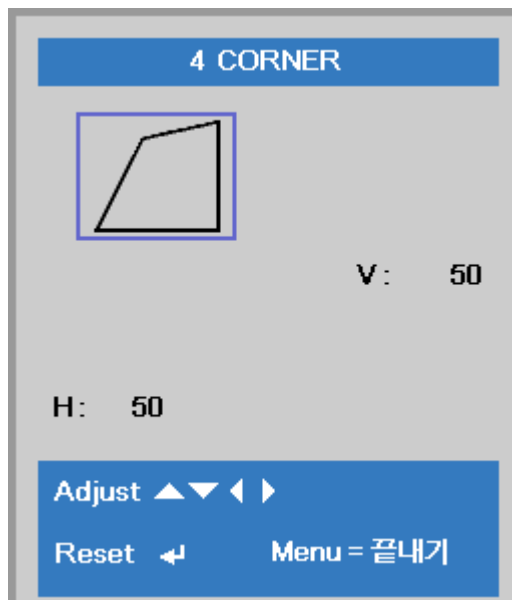 4 CORNER
V: 50
H: 50
Adjust ▲▼◀▶
Reset ↵ Menu = 끝내기